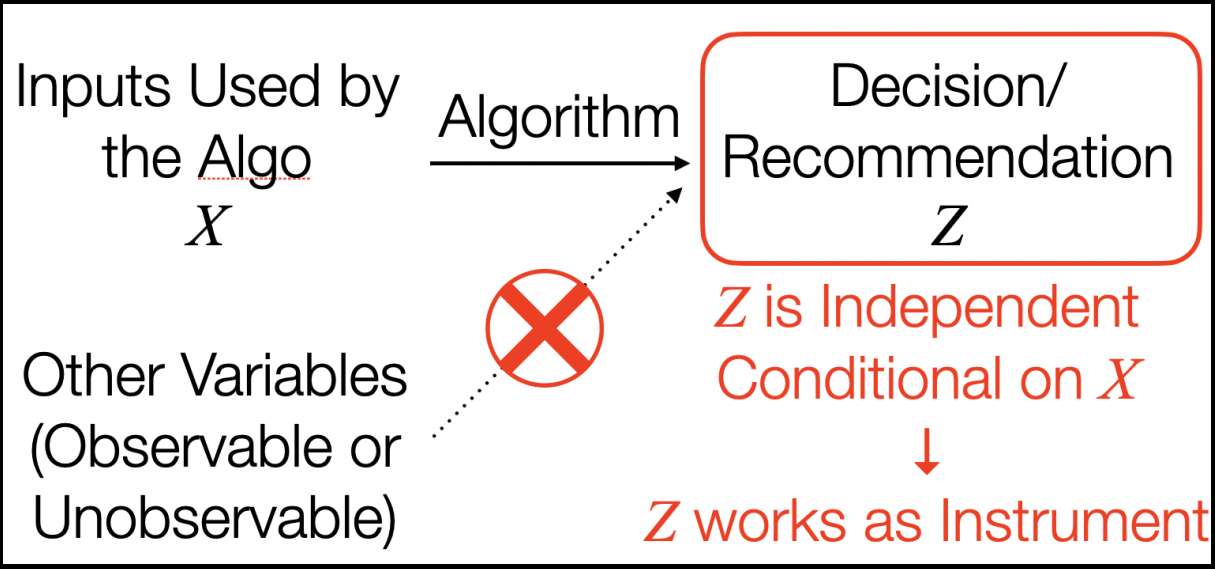 Inputs Used by
the Algo
X
Algorithm
Decision/
Recommendation
Z
Z is Independent
Conditional on X
↓
Z works as Instrument
Other Variables
(Observable or
Unobservable)